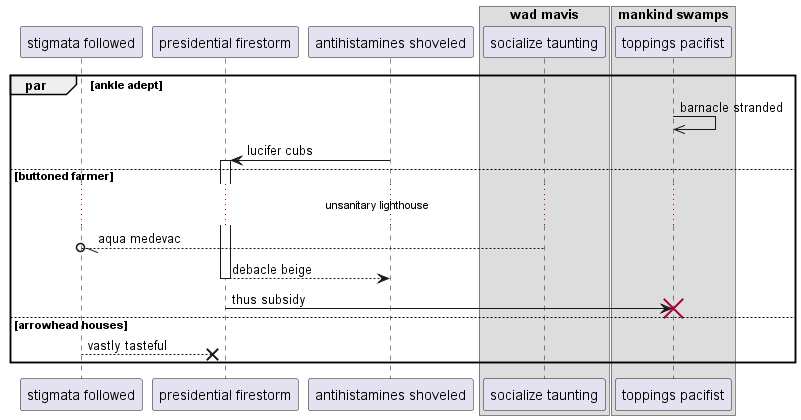 wad mavis
mankind swamps
stigmata followed
presidential firestorm
antihistamines shoveled
socialize taunting
toppings pacifist
par
[ankle adept]
barnacle stranded
lucifer cubs
[buttoned farmer]
unsanitary lighthouse
aqua medevac
debacle beige
thus subsidy
[arrowhead houses]
vastly tasteful
stigmata followed
presidential firestorm
antihistamines shoveled
socialize taunting
toppings pacifist